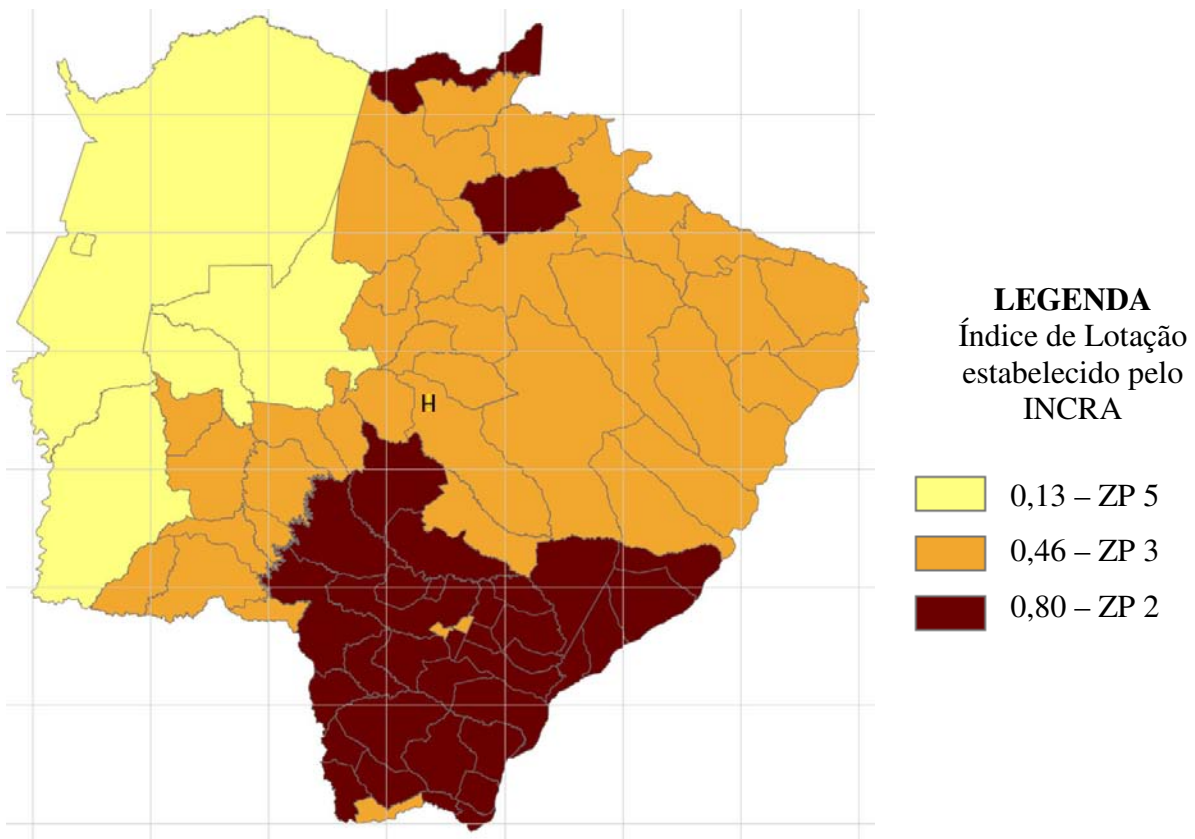 H
LEGENDA
Índice de Lotação
estabelecido pelo
INCRA
0,13 – ZP 5
0,46 – ZP 3
0,80 – ZP 2